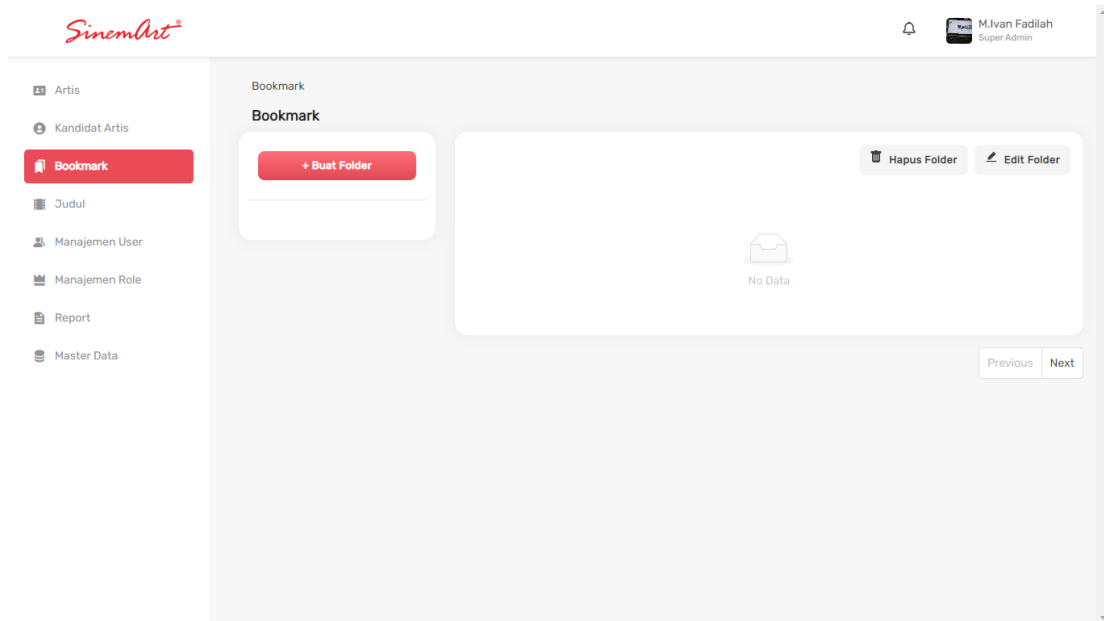 SinemArt®
M.Ivan Fadilah
Super Admin
Artis
Kandidat Artis
Bookmark
Judul
Manajemen User
Manajemen Role
Report
Master Data
Bookmark
Bookmark
+ Buat Folder
Hapus Folder
Edit Folder
No Data
Previous
Next